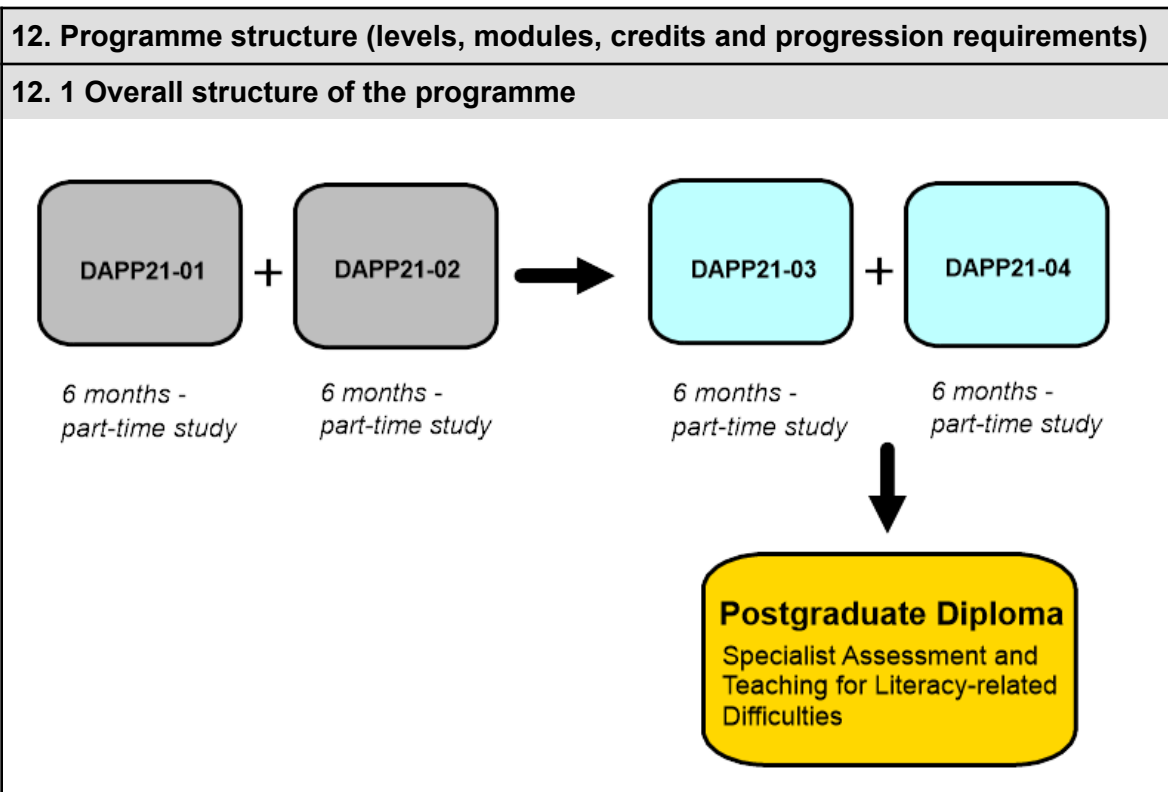 12. Programme structure (levels, modules, credits and progression requirements)
12. 1 Overall structure of the programme
DAPP21-01
+
DAPP21-02
DAPP21-03
+
DAPP21-04
6 months -
part-time study
6 months -
part-time study
6 months -
part-time study
6 months -
part-time study
Postgraduate Diploma
Specialist Assessment and
Teaching for Literacy-related
Difficulties